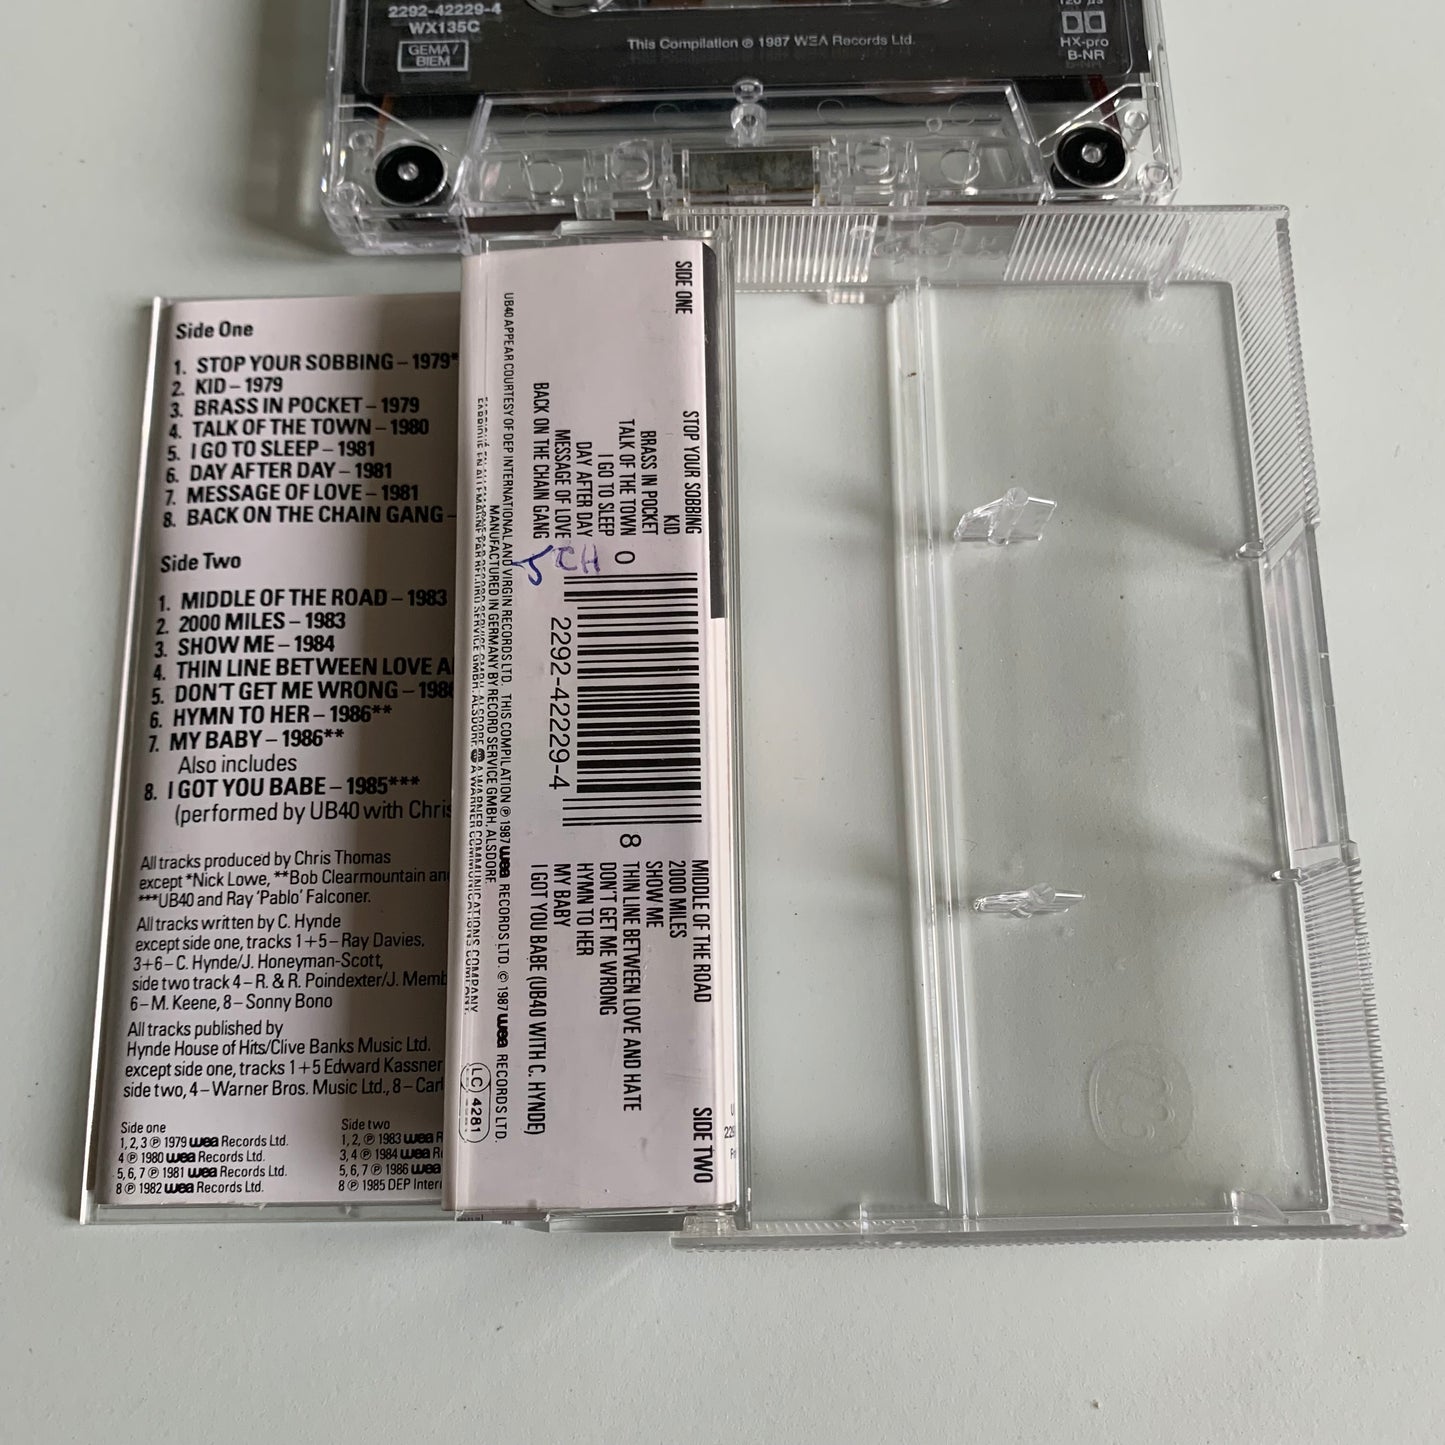 2292-42229-4
WX135C
GEMA/
BIEM
This Compilation ℗ 1987 WEA Records Ltd.
120 µs
HX-pro
B-NR
Side One
1. STOP YOUR SOBBING – 1979*
2. KID – 1979
3. BRASS IN POCKET – 1979
4. TALK OF THE TOWN – 1980
5. I GO TO SLEEP – 1981
6. DAY AFTER DAY – 1981
7. MESSAGE OF LOVE – 1981
8. BACK ON THE CHAIN GANG –
Side Two
1. MIDDLE OF THE ROAD – 1983
2. 2000 MILES – 1983
3. SHOW ME – 1984
4. THIN LINE BETWEEN LOVE A
5. DON'T GET ME WRONG – 1986
6. HYMN TO HER – 1986**
7. MY BABY – 1986**
Also includes
8. I GOT YOU BABE – 1985***
(performed by UB40 with Chris
All tracks produced by Chris Thomas
except *Nick Lowe, **Bob Clearmountain an
***UB40 and Ray 'Pablo' Falconer.
All tracks written by C. Hynde
except side one, tracks 1+5 – Ray Davies,
3+6 – C. Hynde/J. Honeyman-Scott,
side two track 4 – R. & R. Poindexter/J. Memb
6 – M. Keene, 8 – Sonny Bono
All tracks published by
Hynde House of Hits/Clive Banks Music Ltd.
except side one, tracks 1+5 Edward Kassner
side two, 4 – Warner Bros. Music Ltd., 8 – Carl
Side one
1, 2, 3 ℗ 1979 wea Records Ltd.
4 ℗ 1980 wea Records Ltd.
5, 6, 7 ℗ 1981 wea Records Ltd.
8 ℗ 1982 wea Records Ltd.
Side two
1, 2, ℗ 1983 wea R
3, 4 ℗ 1984 wea R
5, 6, 7 ℗ 1986 wea
8 ℗ 1985 DEP Inter
SIDE ONE
STOP YOUR SOBBING
KID
BRASS IN POCKET
TALK OF THE TOWN
I GO TO SLEEP
DAY AFTER DAY
MESSAGE OF LOVE
BACK ON THE CHAIN GANG
CH
0
2292-42229-4
8
SIDE TWO
MIDDLE OF THE ROAD
2000 MILES
SHOW ME
THIN LINE BETWEEN LOVE AND HATE
DON'T GET ME WRONG
HYMN TO HER
MY BABY
I GOT YOU BABE (UB40 WITH C. HYNDE)
UB40 APPEAR COURTESY OF DEP INTERNATIONAL AND VIRGIN RECORDS LTD. THIS COMPILATION ℗ 1987 wea RECORDS LTD. © 1987 wea RECORDS LTD.
MANUFACTURED IN GERMANY BY RECORD SERVICE GMBH, ALSDORF
FABRIQUÉ EN ALLEMAGNE PAR RECORD SERVICE GMBH, ALSDORF A WARNER COMMUNICATIONS COMPANY.
LC 4281